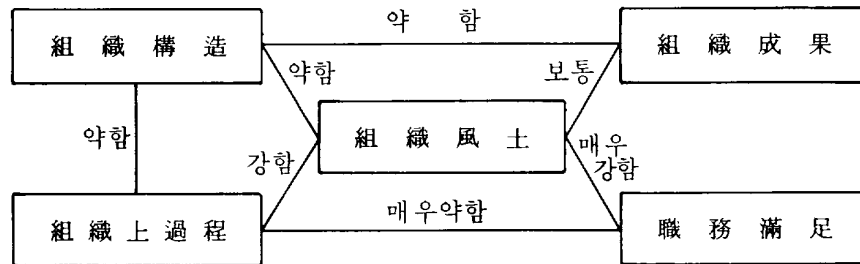 약 함
組 織 構 造
組 織 成 果
약함
보통
組 織 風 土
약함
강함
매우
강함
組織上過程
매우약함
職 務 滿 足